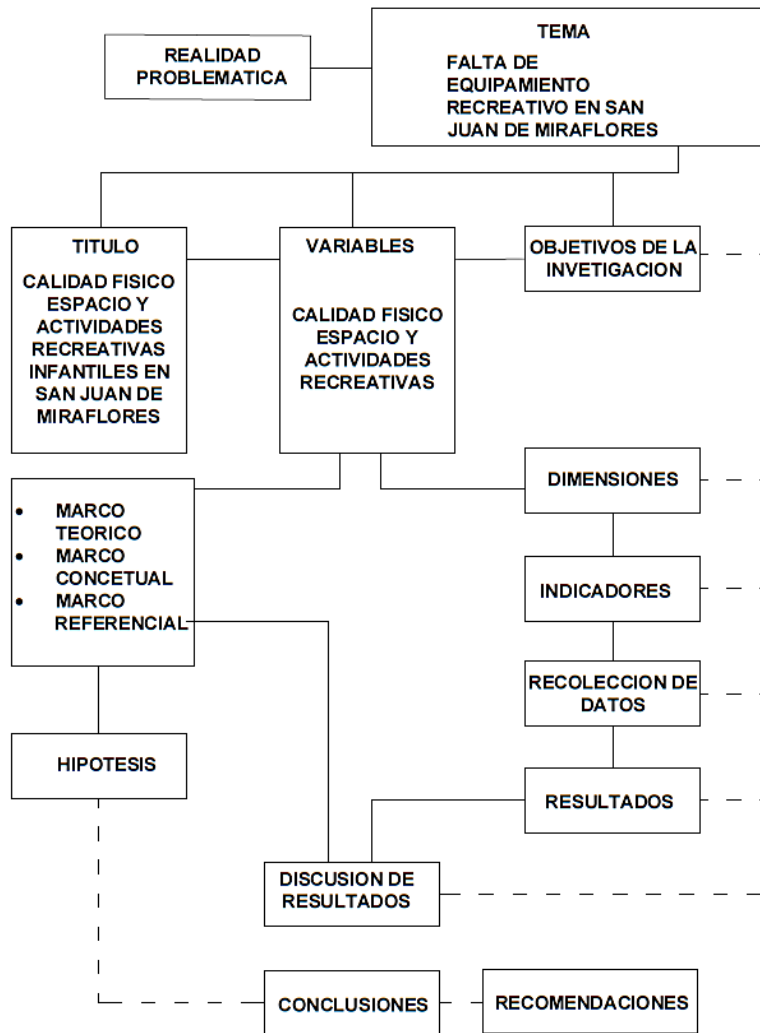 REALIDAD
PROBLEMATICA
TEMA
FALTA DE
EQUIPAMIENTO
RECREATIVO EN SAN
JUAN DE MIRAFLORES
TITULO
CALIDAD FISICO
ESPACIO Y
ACTIVIDADES
RECREATIVAS
INFANTILES EN
SAN JUAN DE
MIRAFLORES
VARIABLES
CALIDAD FISICO
ESPACIO Y
ACTIVIDADES
RECREATIVAS
OBJETIVOS DE LA
INVETIGACION
• MARCO
TEORICO
• MARCO
CONCETUAL
• MARCO
REFERENCIAL
DIMENSIONES
INDICADORES
RECOLECCION DE
DATOS
HIPOTESIS
RESULTADOS
DISCUSION DE
RESULTADOS
CONCLUSIONES
RECOMENDACIONES